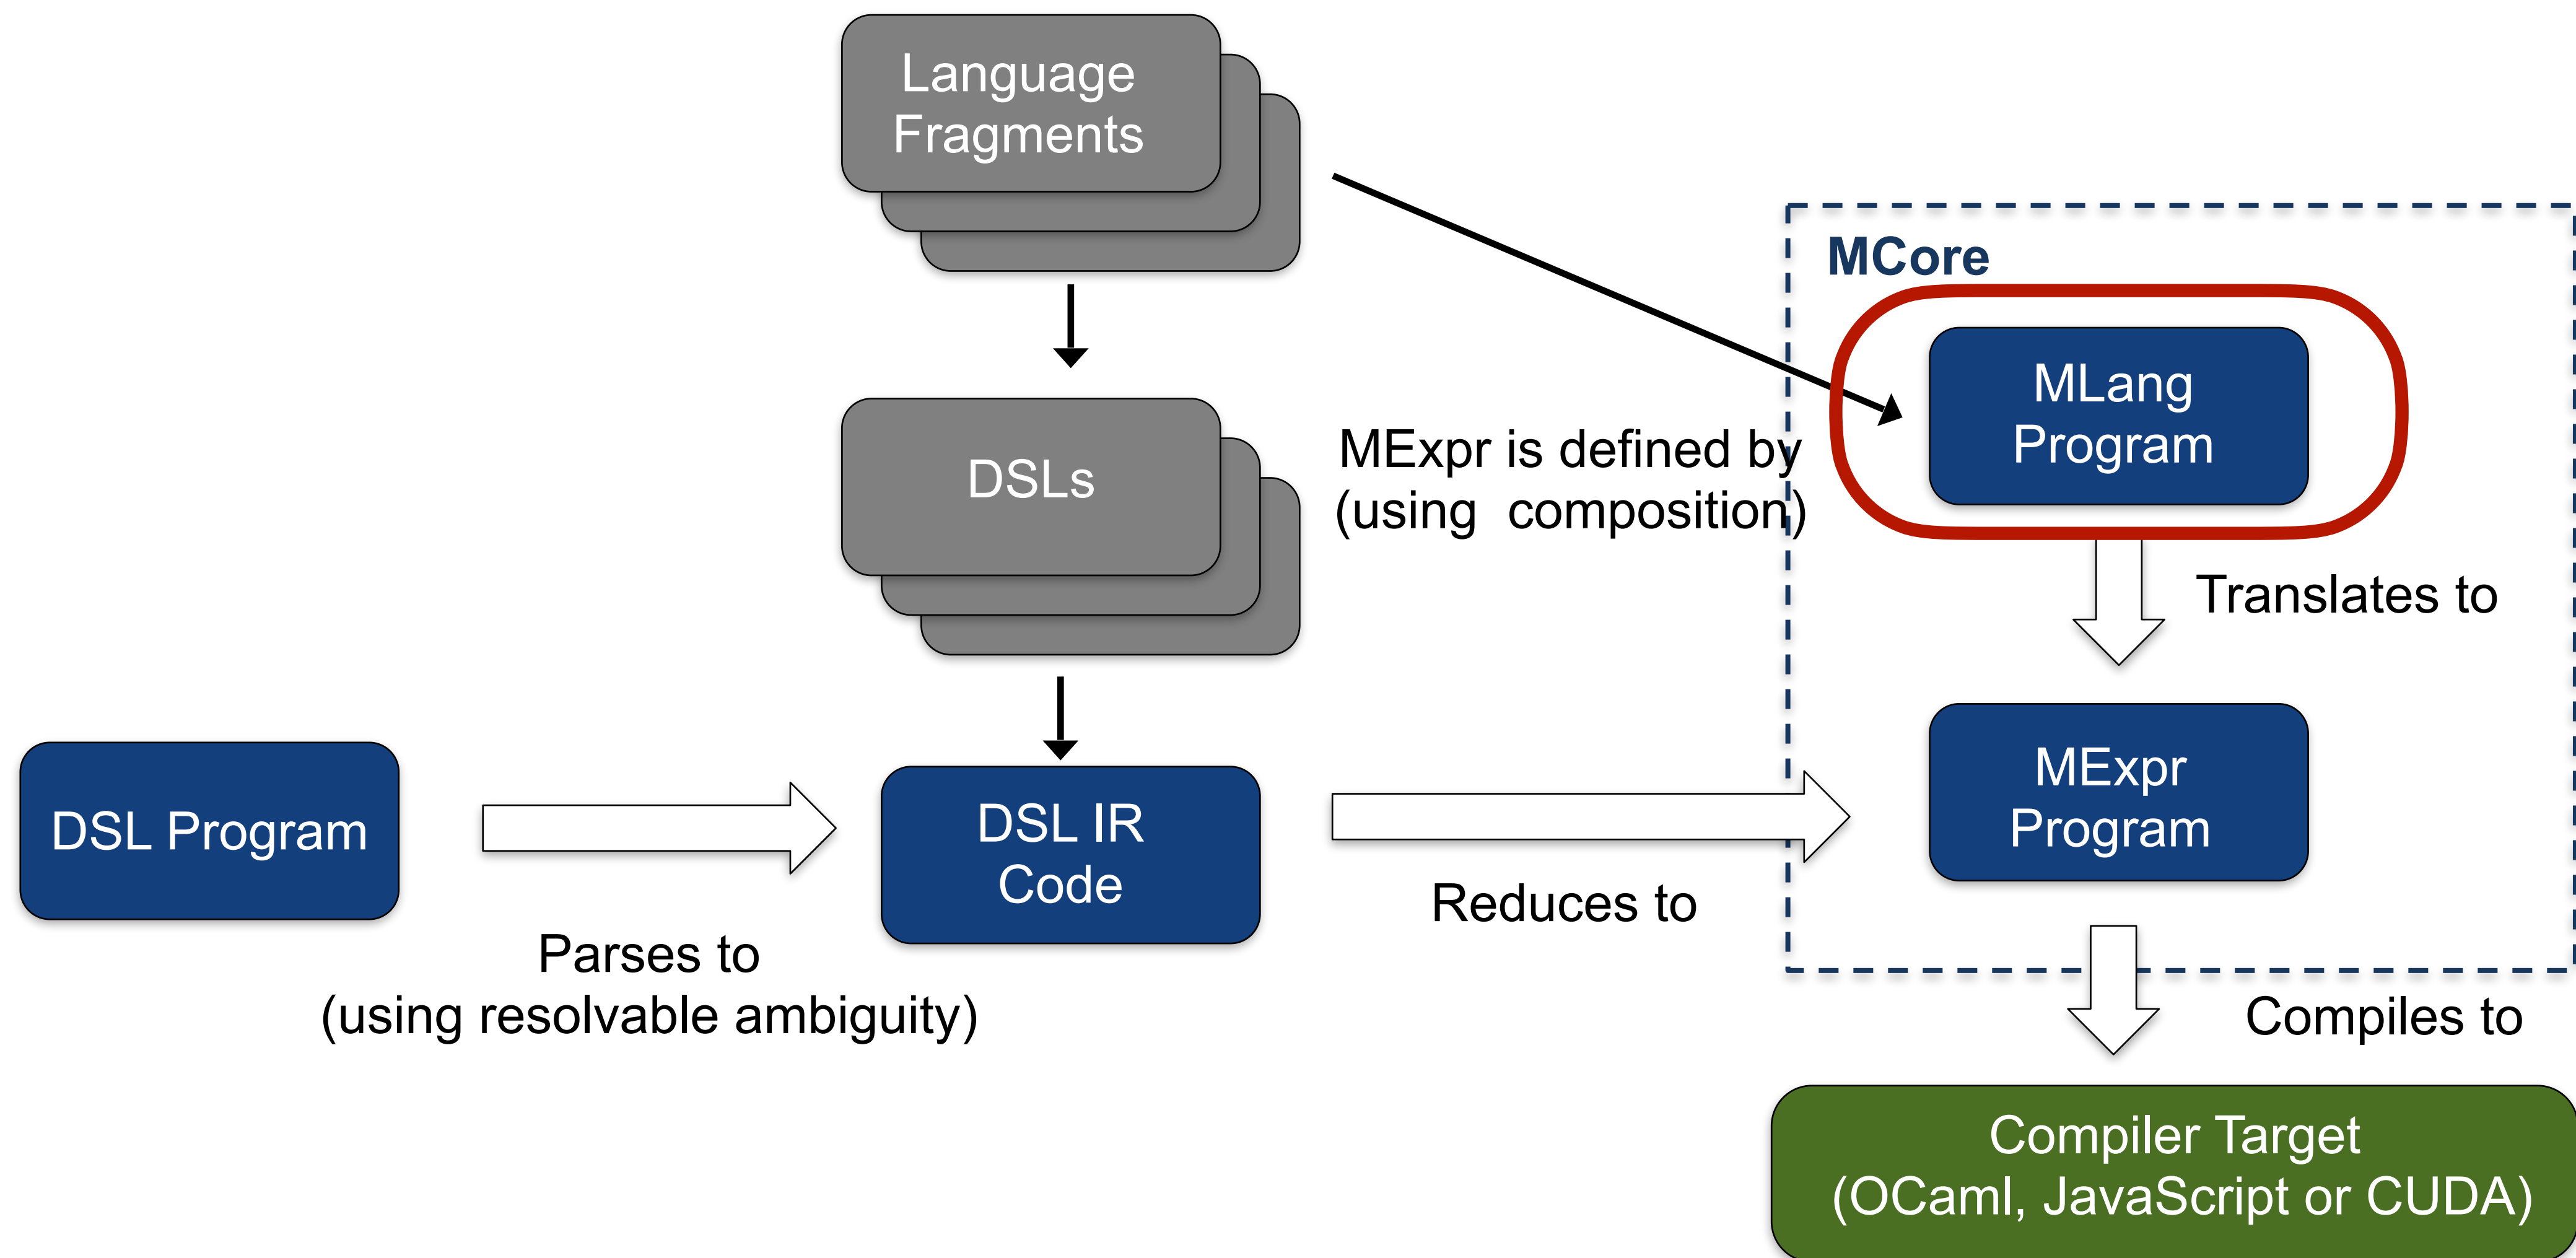 Language
Fragments
MCore
MLang
Program
DSLs
MExpr is defined by
(using composition)
Translates to
DSL Program
DSL IR
Code
MExpr
Program
Reduces to
Parses to
(using resolvable ambiguity)
Compiles to
Compiler Target
(OCaml, JavaScript or CUDA)